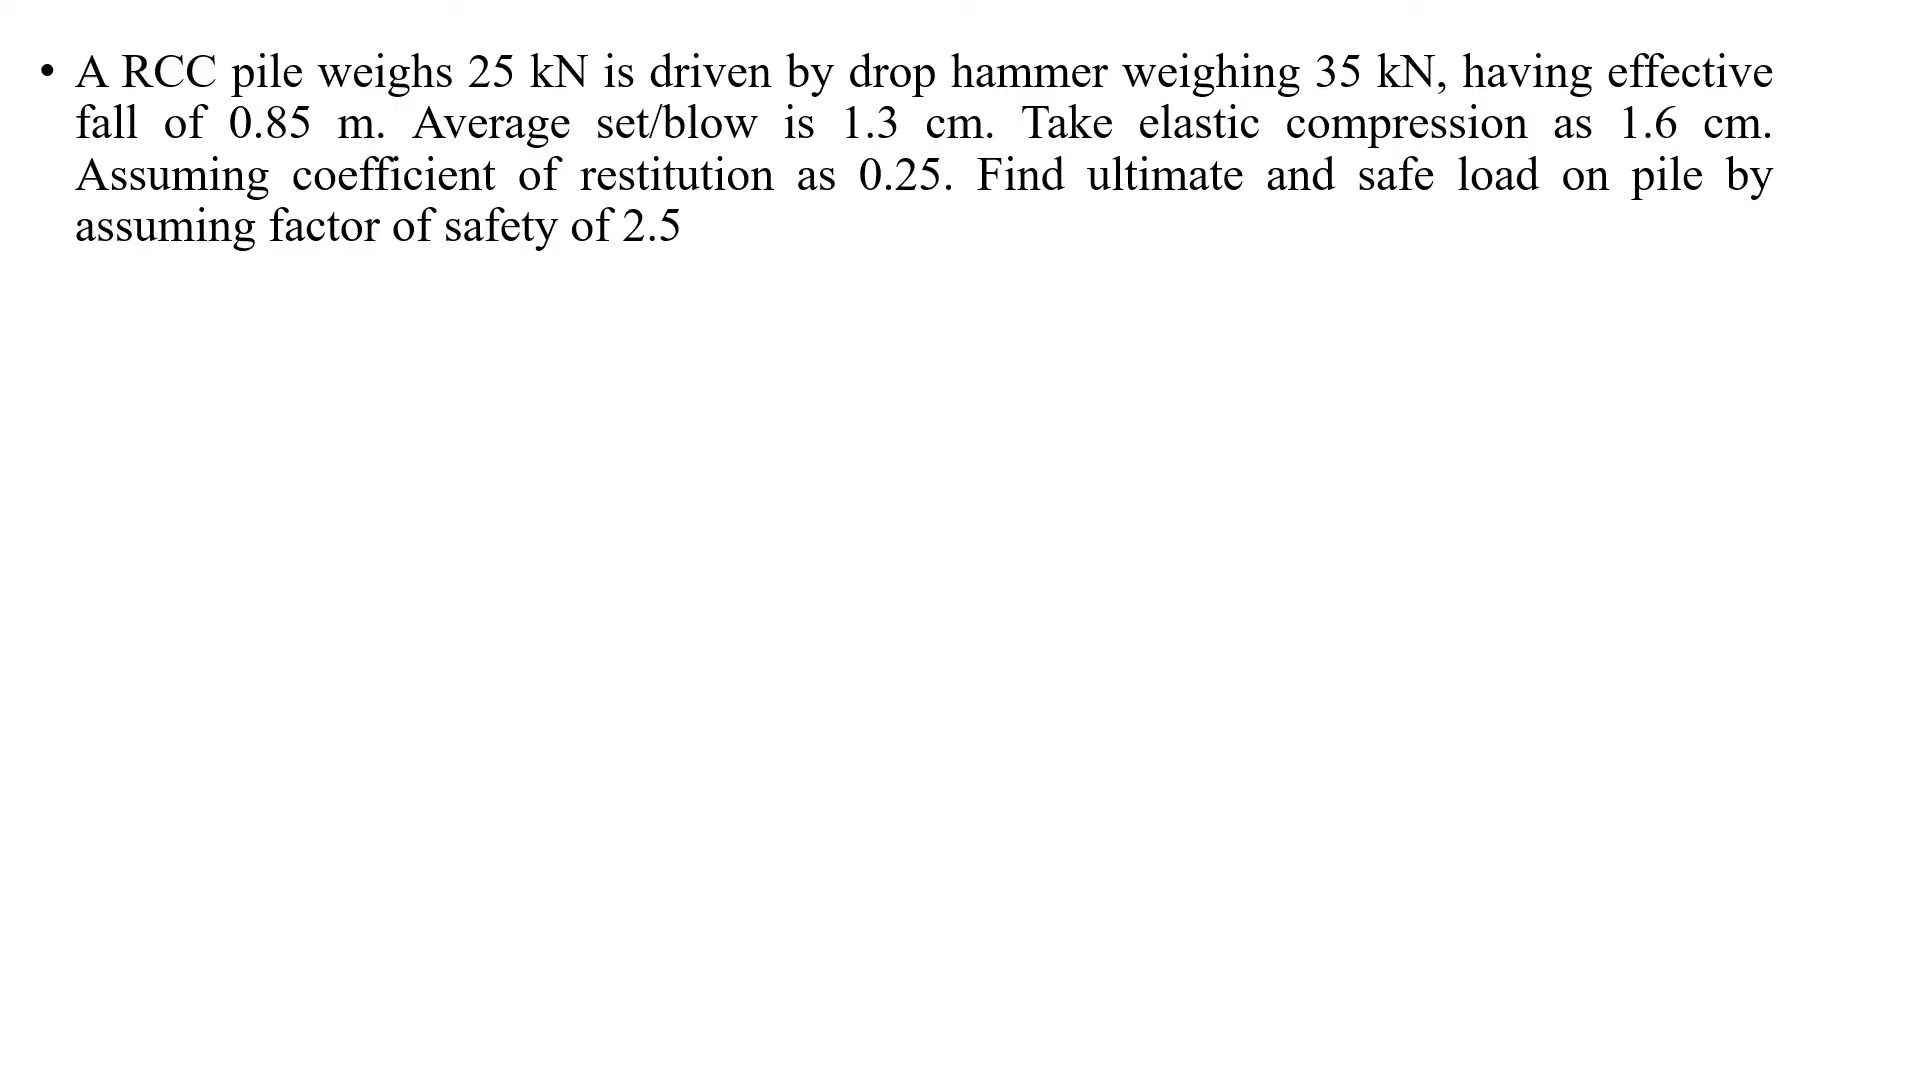 • A RCC pile weighs 25 kN is driven by drop hammer weighing 35 kN, having effective
fall of 0.85 m. Average set/blow is 1.3 cm. Take elastic compression as 1.6 cm.
Assuming coefficient of restitution as 0.25. Find ultimate and safe load on pile by
assuming factor of safety of 2.5